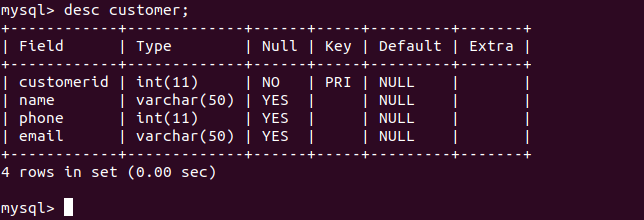 mysql> desc customer;
+------------+-------------+------+-----+---------+-------+
| Field      | Type        | Null | Key | Default | Extra |
+------------+-------------+------+-----+---------+-------+
| customerid | int(11)     | NO   | PRI | NULL    |       |
| name       | varchar(50) | YES  |     | NULL    |       |
| phone      | int(11)     | YES  |     | NULL    |       |
| email      | varchar(50) | YES  |     | NULL    |       |
+------------+-------------+------+-----+---------+-------+
4 rows in set (0.00 sec)
mysql>